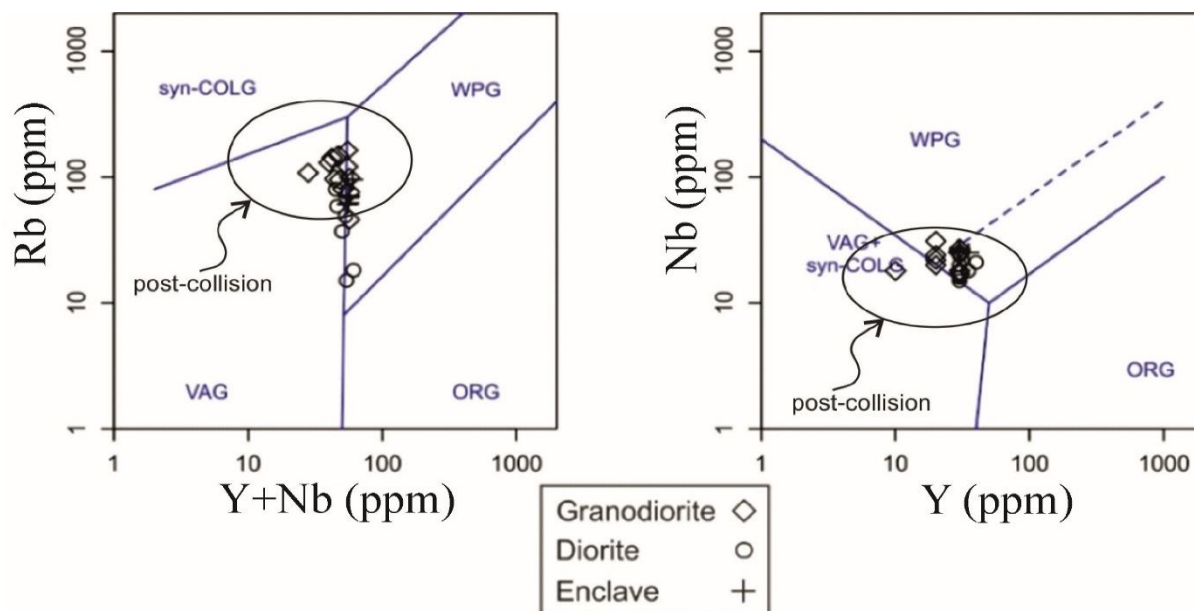 Rb (ppm)
1000
100
10
1
syn-COLG
WPG
post-collision
VAG
ORG
1
10
100
1000
Y+Nb (ppm)
Nb (ppm)
1000
100
10
1
WPG
VAG+
syn-COLG
post-collision
ORG
1
10
100
1000
Y (ppm)
Granodiorite
Diorite
Enclave